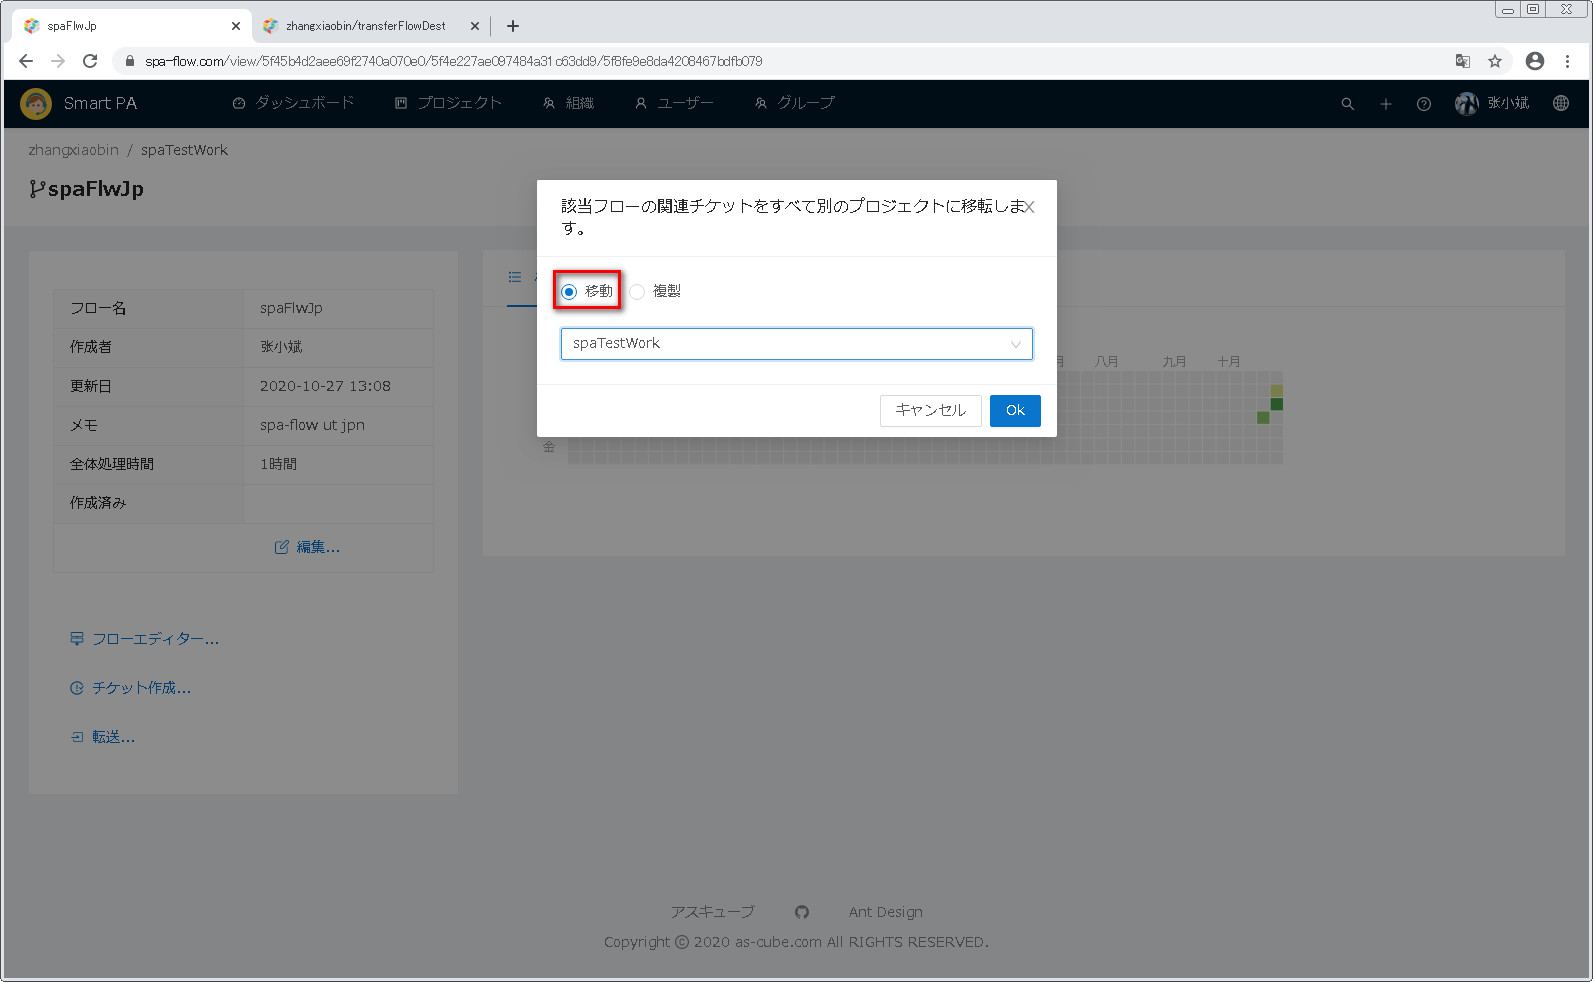 spaFlwJp
zhangxiaobin/transferFlowDest
spa-flow.com/view/5f45b4d2aee69f2740a070e0/5f4e227ae097484a31c63dd9/5f8fe9e8da4208467bdfb079
Smart PA
ダッシュボード
プロジェクト
組織
ユーザー
グループ
张小斌
zhangxiaobin / spaTestWork
spaFlwJp
該当フローの関連チケットをすべて別のプロジェクトに移転しま
す。
移動
複製
spaTestWork
キャンセル
Ok
フロー名
spaFlwJp
作成者
张小斌
更新日
2020-10-27 13:08
メモ
spa-flow ut jpn
全体処理時間
1時間
作成済み
編集...
フローエディター...
チケット作成...
転送...
月
八月
九月
十月
金
アスキューブ
Ant Design
Copyright © 2020 as-cube.com All RIGHTS RESERVED.